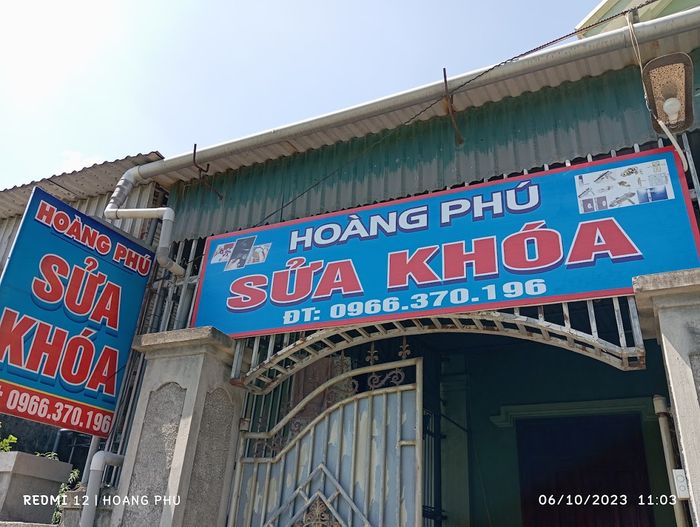 HOÀNG PHÚ
SỬA
KHÓA
0966.370.196
HOÀNG PHÚ
SỬA KHÓA
ĐT: 0966.370.196
REDMI 12 | HOANG PHU
06/10/2023 11:03